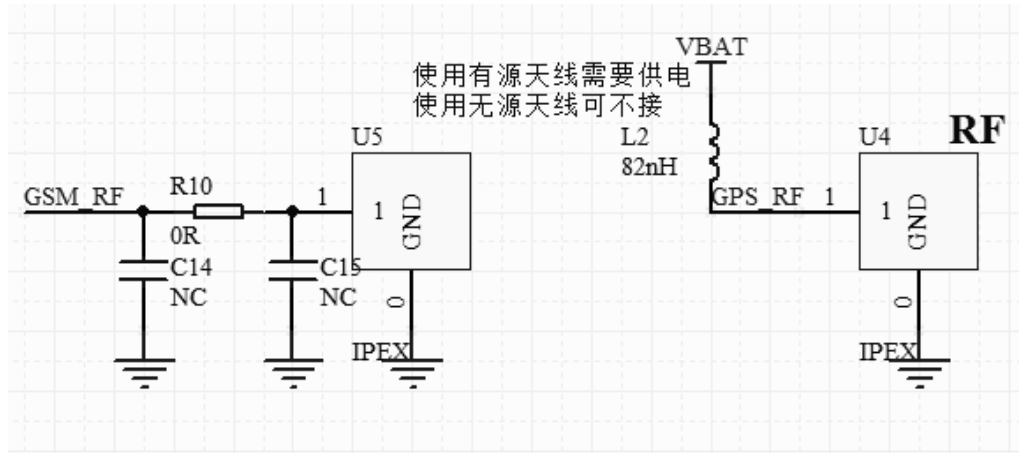 VBAT
使用有源天线需要供电
使用无源天线可不接
RF
U5
L2
82nH
U4
GSM_RF
R10
0R
1
1
GND
GPS_RF
1
1
GND
C14
NC
C15
NC
0
0
IPEX
IPEX